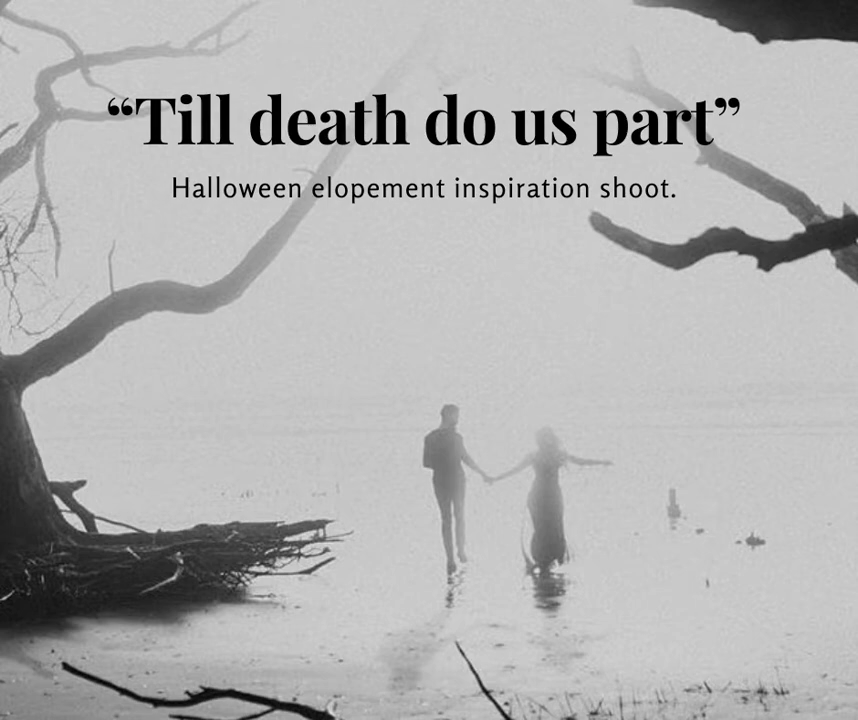 “Till death do us part”
Halloween elopement inspiration shoot.